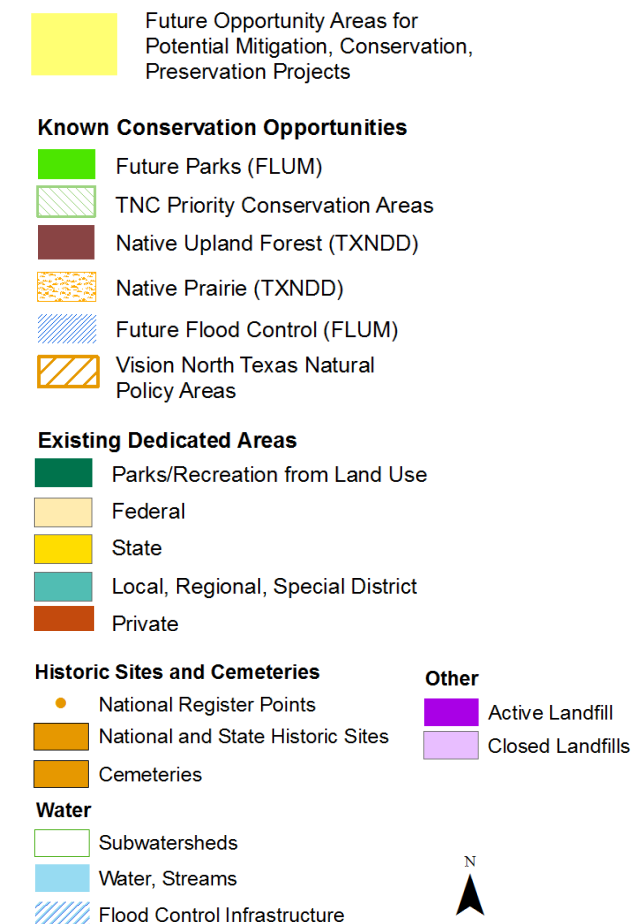 Future Opportunity Areas for
Potential Mitigation, Conservation,
Preservation Projects
Known Conservation Opportunities
Future Parks (FLUM)
TNC Priority Conservation Areas
Native Upland Forest (TXNDD)
Native Prairie (TXNDD)
Future Flood Control (FLUM)
Vision North Texas Natural
Policy Areas
Existing Dedicated Areas
Parks/Recreation from Land Use
Federal
State
Local, Regional, Special District
Private
Historic Sites and Cemeteries
National Register Points
National and State Historic Sites
Cemeteries
Other
Active Landfill
Closed Landfills
Water
Subwatersheds
Water, Streams
Flood Control Infrastructure
N